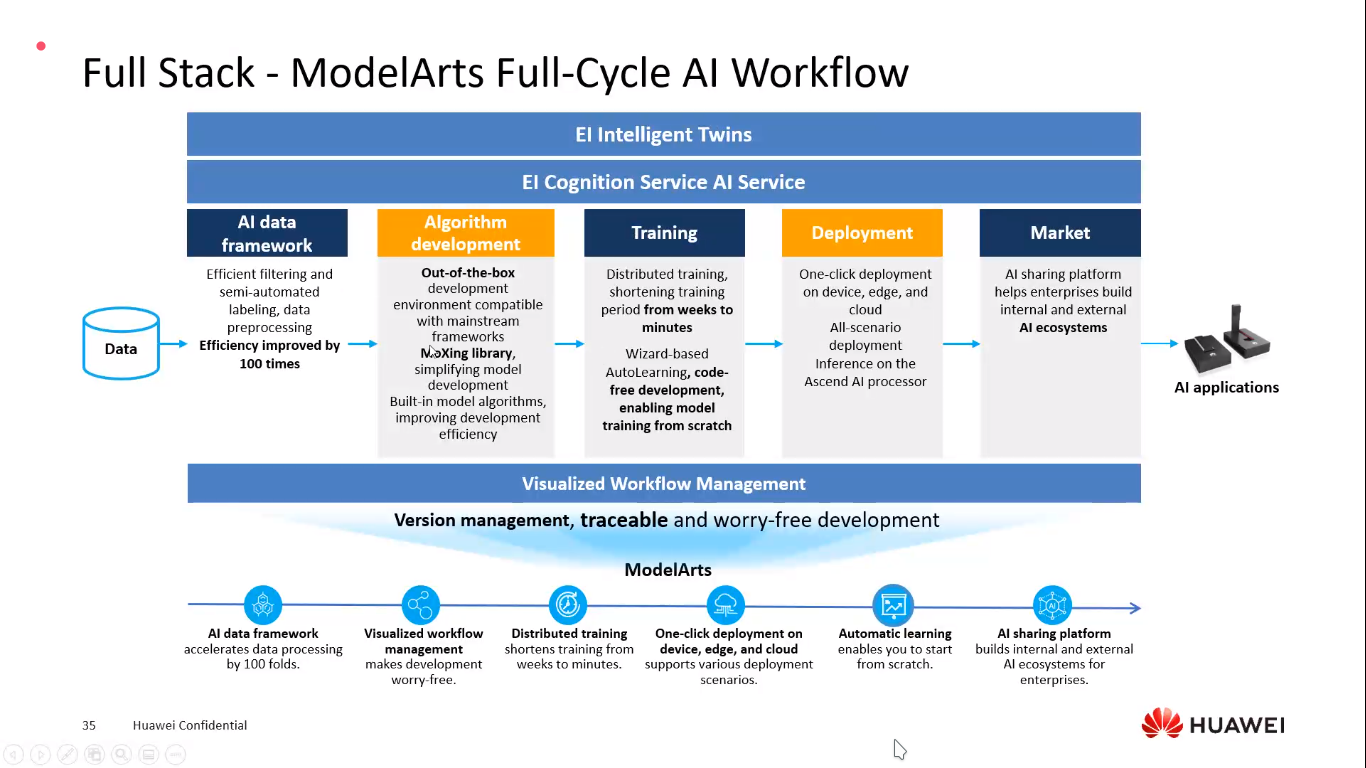 Full Stack - ModelArts Full-Cycle AI Workflow
EI Intelligent Twins
EI Cognition Service AI Service
Data
AI data
framework
Efficient filtering and
semi-automated
labeling, data
preprocessing
Efficiency improved by
100 times
Algorithm
development
Out-of-the-box
development
environment compatible
with mainstream
frameworks
MoXing library,
simplifying model
development
Built-in model algorithms,
improving development
efficiency
Training
Distributed training,
shortening training
period from weeks to
minutes
Wizard-based
AutoLearning, code-
free development,
enabling model
training from scratch
Deployment
One-click deployment
on device, edge, and
cloud
All-scenario
deployment
Inference on the
Ascend AI processor
Market
AI sharing platform
helps enterprises build
internal and external
AI ecosystems
AI applications
Visualized Workflow Management
Version management, traceable and worry-free development
ModelArts
AI data framework
accelerates data processing
by 100 folds.
Visualized workflow
management
makes development
worry-free.
Distributed training
shortens training from
weeks to minutes.
One-click deployment on
device, edge, and cloud
supports various deployment
scenarios.
Automatic learning
enables you to start
from scratch.
AI
AI sharing platform
builds internal and external
AI ecosystems for
enterprises.
35
Huawei Confidential
HUAWEI